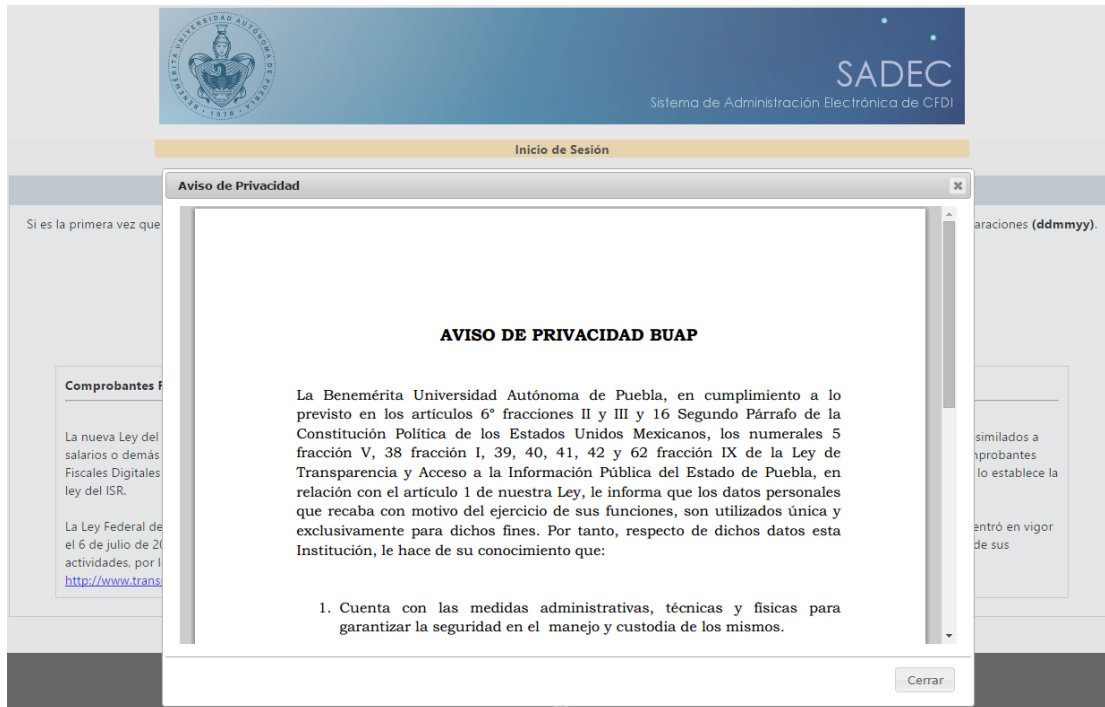 BENEMÉRITA UNIVERSIDAD AUTÓNOMA DE PUEBLA
1578
SADEC
Sistema de Administración Electrónica de CFDI
Inicio de Sesión
Aviso de Privacidad
Si es la primera vez que
araciones (ddmmyy).
AVISO DE PRIVACIDAD BUAP
La Benemérita Universidad Autónoma de Puebla, en cumplimiento a lo
previsto en los artículos 6° fracciones II y III y 16 Segundo Párrafo de la
Constitución Política de los Estados Unidos Mexicanos, los numerales 5
fracción V, 38 fracción I, 39, 40, 41, 42 y 62 fracción IX de la Ley de
Transparencia y Acceso a la Información Pública del Estado de Puebla, en
relación con el artículo 1 de nuestra Ley, le informa que los datos personales
que recaba con motivo del ejercicio de sus funciones, son utilizados única y
exclusivamente para dichos fines. Por tanto, respecto de dichos datos esta
Institución, le hace de su conocimiento que:
1. Cuenta con las medidas administrativas, técnicas y físicas para
garantizar la seguridad en el manejo y custodia de los mismos.
Cerrar
Comprobantes F
La nueva Ley del
similados a
salarios o demás
nprobantes
Fiscales Digitales
lo establece la
ley del ISR.
La Ley Federal de
entró en vigor
el 6 de julio de 20
de sus
actividades, por l
http://www.trans